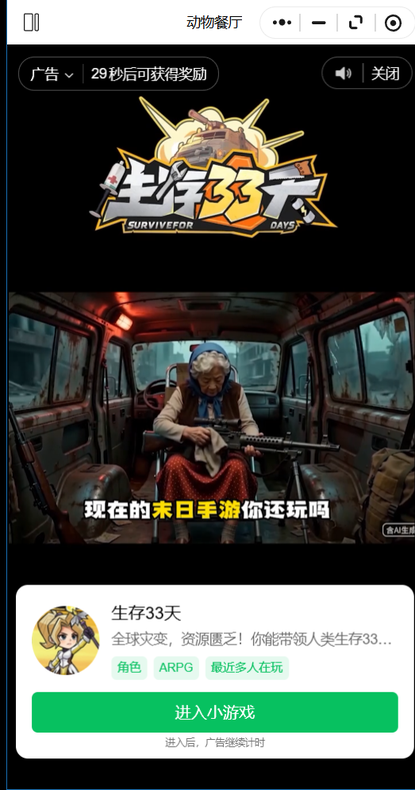 动物餐厅
广告
29秒后可获得奖励
关闭
生存33天
SURVIVE FOR DAYS
现在的末日手游你还玩吗
含AI生成
生存33天
全球灾变，资源匮乏！你能带领人类生存33...
角色
ARPG
最近多人在玩
进入小游戏
进入后，广告继续计时